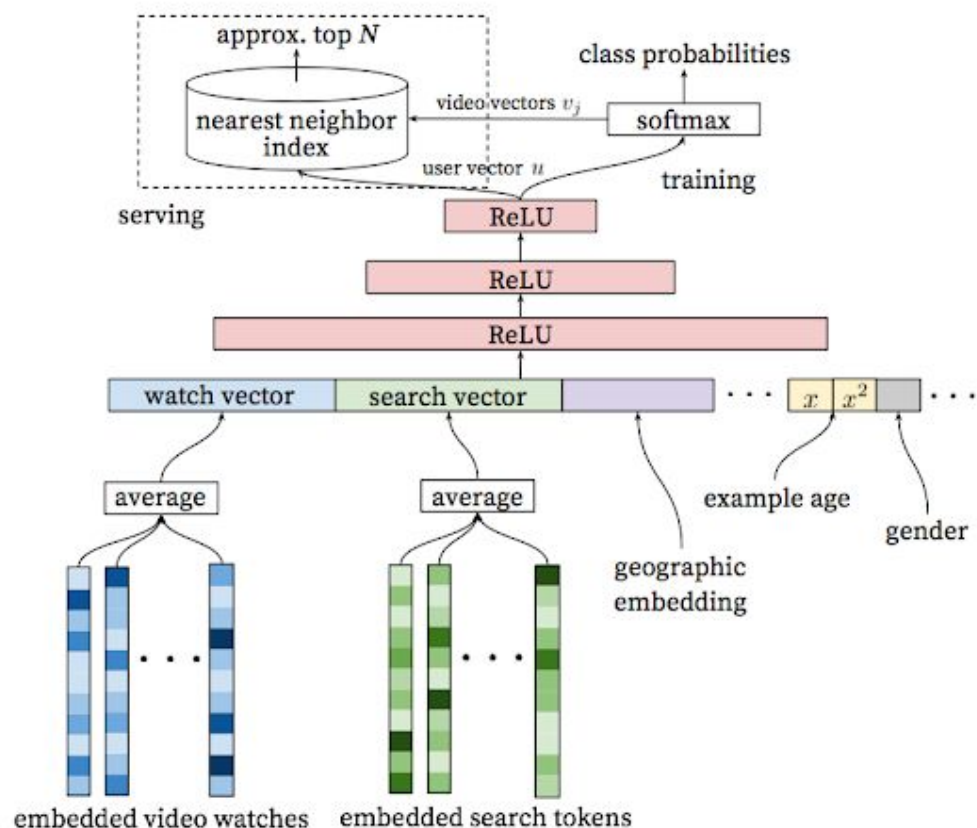 approx. top N
class probabilities
video vectors v_j
nearest neighbor
index
softmax
user vector u
training
serving
ReLU
ReLU
ReLU
watch vector
search vector
. . .
x
x²
. . .
average
average
example age
gender
geographic
embedding
. . .
. . .
embedded video watches
embedded search tokens